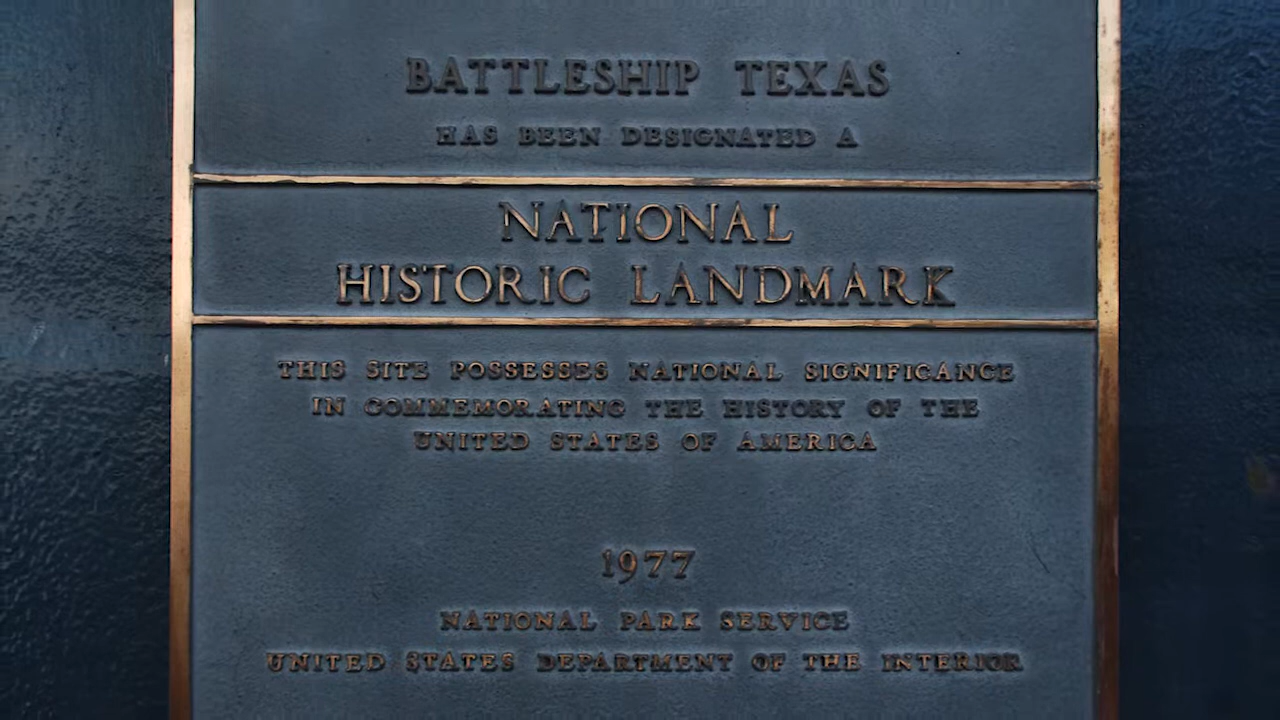 BATTLESHIP TEXAS
HAS BEEN DESIGNATED A
NATIONAL
HISTORIC LANDMARK
THIS SITE POSSESSES NATIONAL SIGNIFICANCE
IN COMMEMORATING THE HISTORY OF THE
UNITED STATES OF AMERICA
1977
NATIONAL PARK SERVICE
UNITED STATES DEPARTMENT OF THE INTERIOR